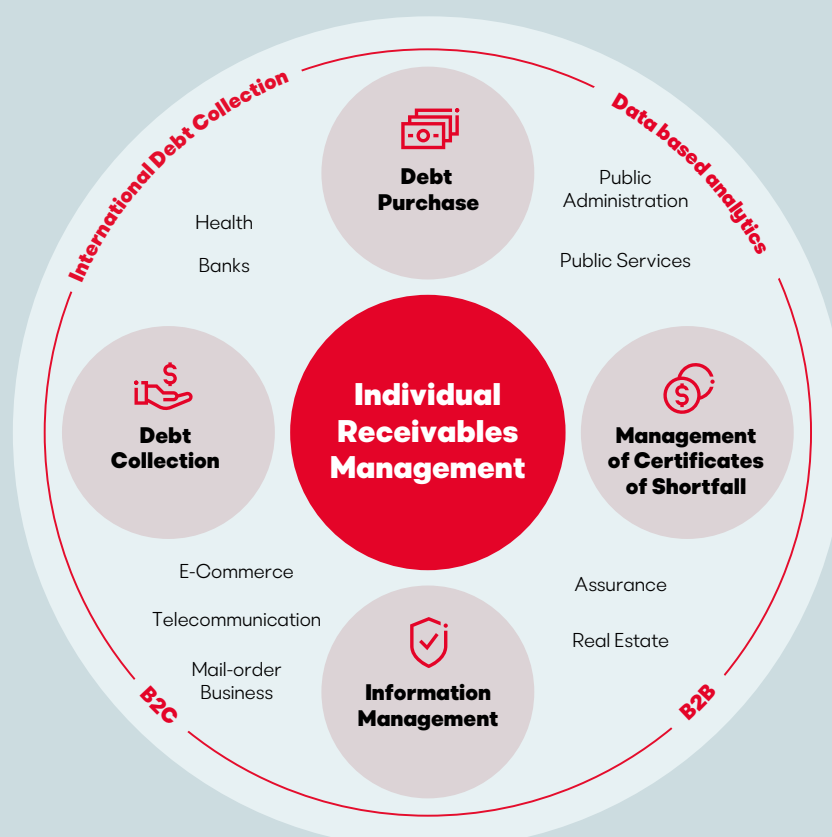 International Debt Collection
Data based analytics
Debt
Purchase
Public
Administration
Health
Banks
Public Services
Individual
Receivables
Management
Debt
Collection
Management
of Certificates
of Shortfall
E-Commerce
Telecommunication
Mail-order
Business
Assurance
Real Estate
Information
Management
B2C
B2B